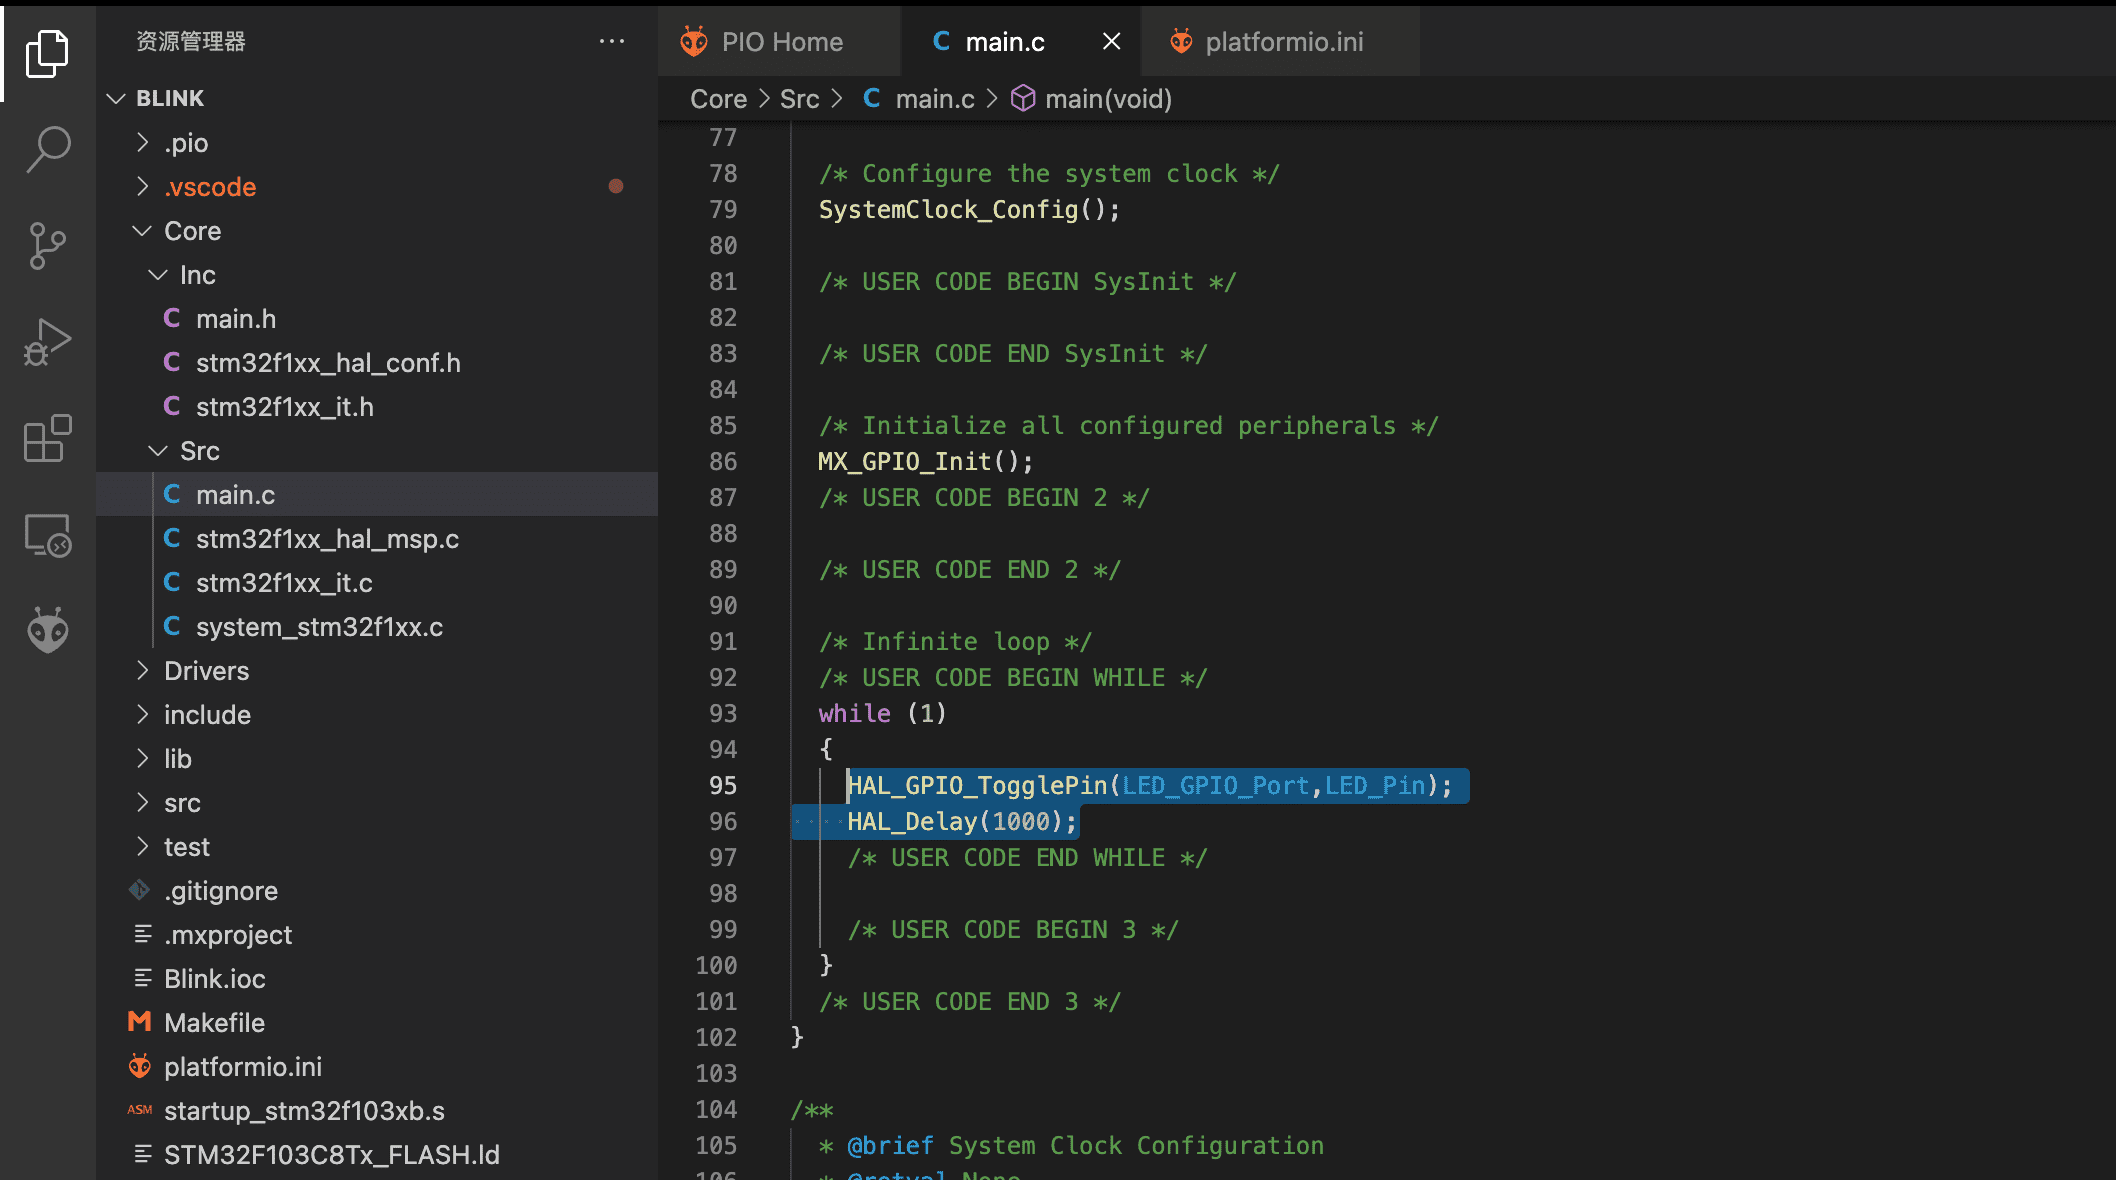 资源管理器 ···
BLINK
.pio
.vscode
Core
Inc
C main.h
C stm32f1xx_hal_conf.h
C stm32f1xx_it.h
Src
C main.c
C stm32f1xx_hal_msp.c
C stm32f1xx_it.c
C system_stm32f1xx.c
Drivers
include
lib
src
test
.gitignore
.mxproject
Blink.ioc
M Makefile
platformio.ini
ASM startup_stm32f103xb.s
STM32F103C8Tx_FLASH.ld
PIO Home
C main.c
platformio.ini
Core > Src > C main.c > main(void)
77
78 /* Configure the system clock */
79 SystemClock_Config();
80
81 /* USER CODE BEGIN SysInit */
82
83 /* USER CODE END SysInit */
84
85 /* Initialize all configured peripherals */
86 MX_GPIO_Init();
87 /* USER CODE BEGIN 2 */
88
89 /* USER CODE END 2 */
90
91 /* Infinite loop */
92 /* USER CODE BEGIN WHILE */
93 while (1)
94 {
95 HAL_GPIO_TogglePin(LED_GPIO_Port,LED_Pin);
96 HAL_Delay(1000);
97 /* USER CODE END WHILE */
98
99 /* USER CODE BEGIN 3 */
100 }
101 /* USER CODE END 3 */
102 }
103
104 /**
105 * @brief System Clock Configuration
106 * @retval None